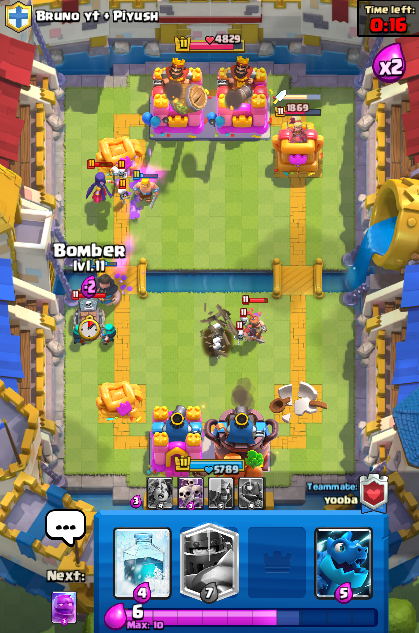 Bruno yt + Piyush
Time left:
0:16
4829
x2
1869
Bomber
lvl.11
-2
5789
Teammate:
yooba
3
...
4
7
5
Next:
6
Max: 10